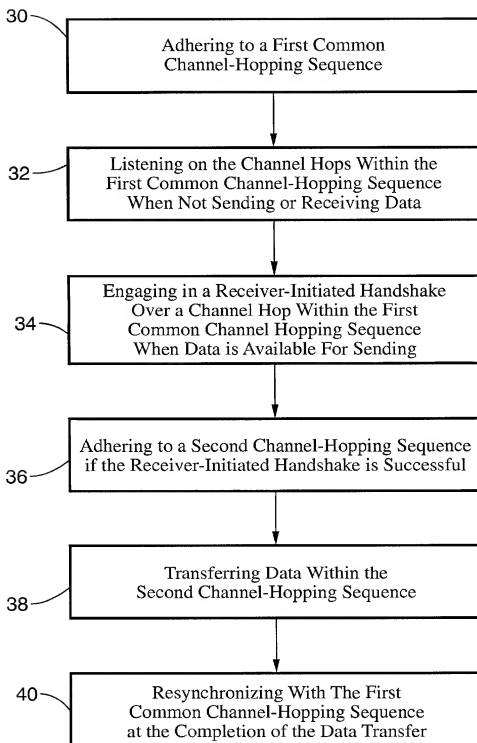 30
Adhering to a First Common
Channel-Hopping Sequence
32
Listening on the Channel Hops Within the
First Common Channel-Hopping Sequence
When Not Sending or Receiving Data
34
Engaging in a Receiver-Initiated Handshake
Over a Channel Hop Within the First
Common Channel Hopping Sequence
When Data is Available For Sending
36
Adhering to a Second Channel-Hopping Sequence
if the Receiver-Initiated Handshake is Successful
38
Transferring Data Within the
Second Channel-Hopping Sequence
40
Resynchronizing With The First
Common Channel-Hopping Sequence
at the Completion of the Data Transfer